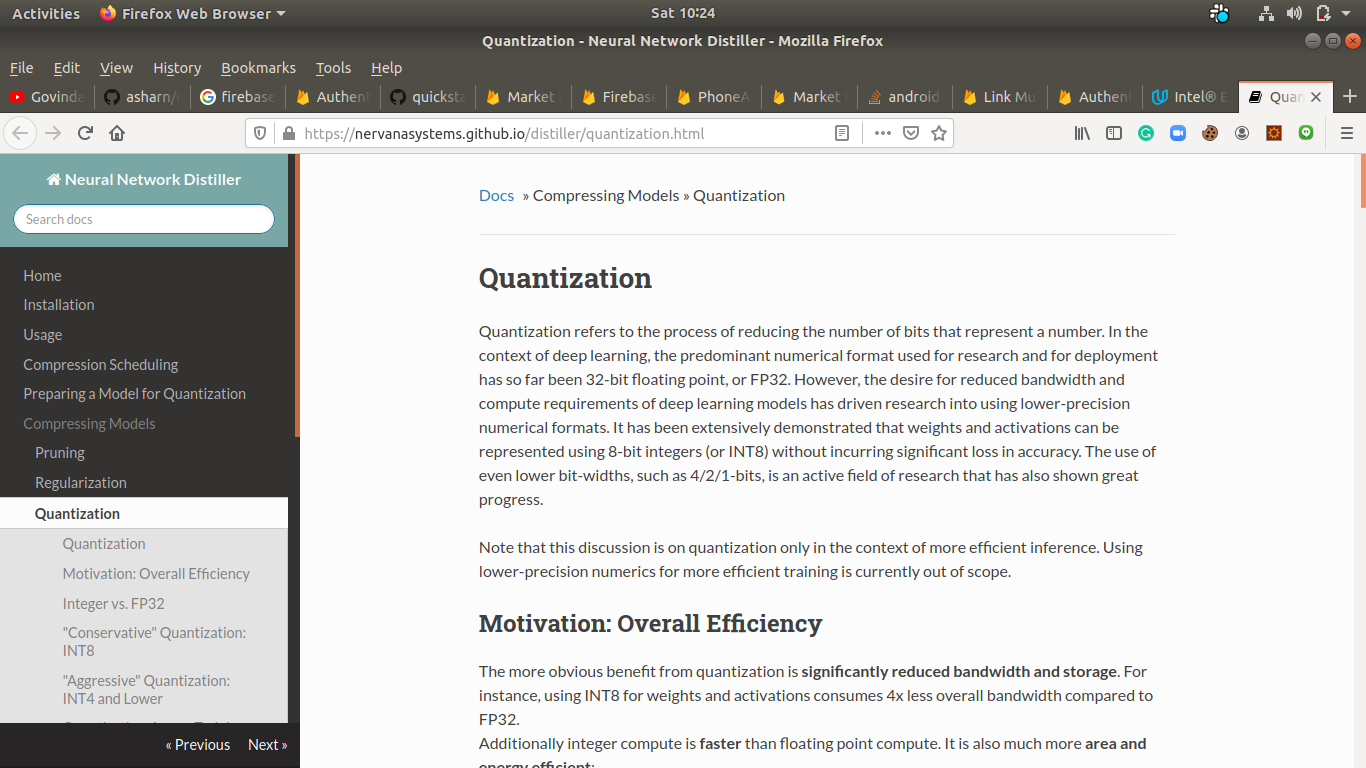 Activities Firefox Web Browser Sat 10:24
Quantization - Neural Network Distiller - Mozilla Firefox
File Edit View History Bookmarks Tools Help
Govinda asharn/ firebase Authent quicksta Market Firebase PhoneA Market android Link Mu Authent Intel® E Quan
https://nervanasystems.github.io/distiller/quantization.html
Neural Network Distiller
Search docs
Home
Installation
Usage
Compression Scheduling
Preparing a Model for Quantization
Compressing Models
Pruning
Regularization
Quantization
Quantization
Motivation: Overall Efficiency
Integer vs. FP32
"Conservative" Quantization:
INT8
"Aggressive" Quantization:
INT4 and Lower
« Previous Next »
Docs » Compressing Models » Quantization
Quantization
Quantization refers to the process of reducing the number of bits that represent a number. In the
context of deep learning, the predominant numerical format used for research and for deployment
has so far been 32-bit floating point, or FP32. However, the desire for reduced bandwidth and
compute requirements of deep learning models has driven research into using lower-precision
numerical formats. It has been extensively demonstrated that weights and activations can be
represented using 8-bit integers (or INT8) without incurring significant loss in accuracy. The use of
even lower bit-widths, such as 4/2/1-bits, is an active field of research that has also shown great
progress.
Note that this discussion is on quantization only in the context of more efficient inference. Using
lower-precision numerics for more efficient training is currently out of scope.
Motivation: Overall Efficiency
The more obvious benefit from quantization is significantly reduced bandwidth and storage. For
instance, using INT8 for weights and activations consumes 4x less overall bandwidth compared to
FP32.
Additionally integer compute is faster than floating point compute. It is also much more area and
energy efficient: